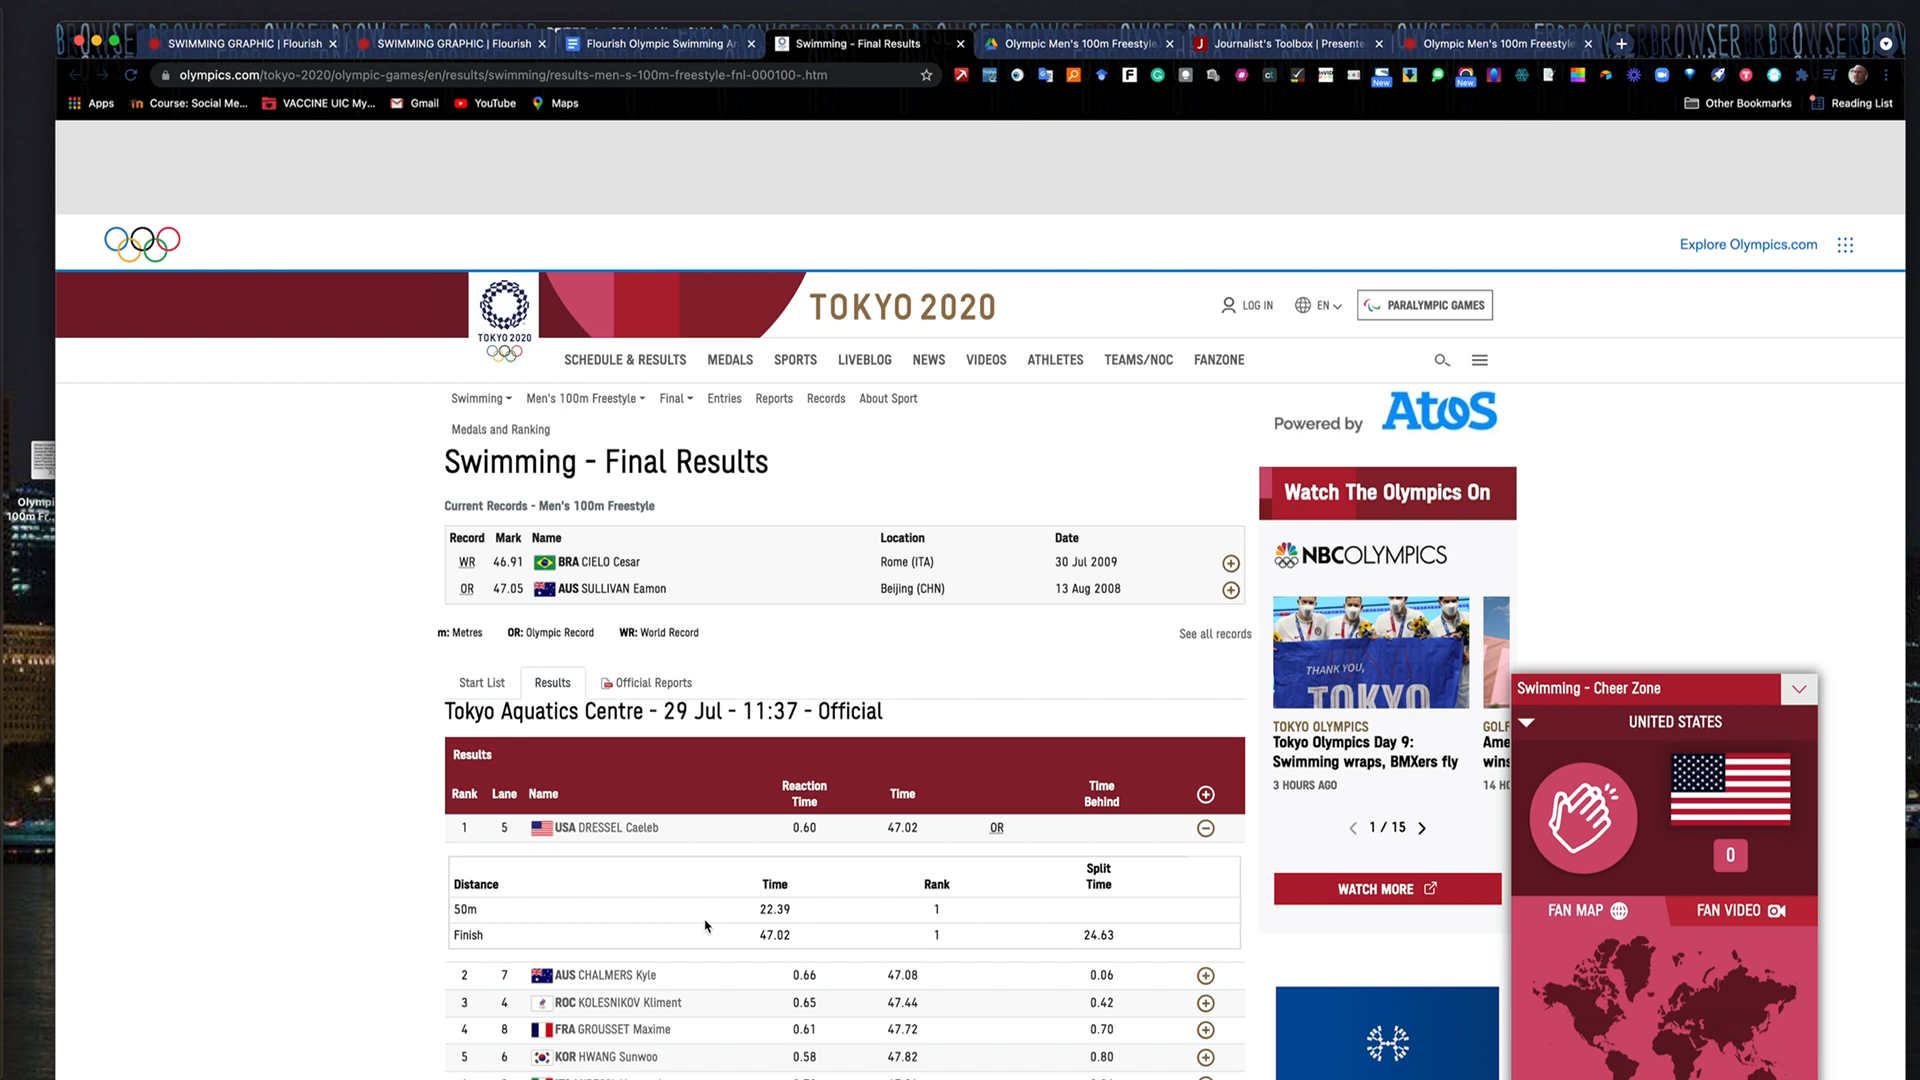 SWIMMING GRAPHIC | Flourish
SWIMMING GRAPHIC | Flourish
Flourish Olympic Swimming
Swimming - Final Results
Olympic Men's 100m Freestyle
Journalist's Toolbox | Presente
Olympic Men's 100m Freestyle
olympics.com/tokyo-2020/olympic-games/en/results/swimming/results-men-s-100m-freestyle-fnl-000100-.htm
New
New
Apps
Course: Social Me...
VACCINE UIC My...
Gmail
YouTube
Maps
Other Bookmarks
Reading List
Explore Olympics.com
TOKYO 2020
TOKYO 2020
LOG IN
EN
PARALYMPIC GAMES
SCHEDULE & RESULTS MEDALS SPORTS LIVEBLOG NEWS VIDEOS ATHLETES TEAMS/NOC FANZONE
Swimming Men's 100m Freestyle Final Entries Reports Records About Sport
Medals and Ranking
Powered by Atos
Swimming - Final Results
Current Records - Men's 100m Freestyle
Record Mark Name Location Date
WR 46.91 BRA CIELO Cesar Rome (ITA) 30 Jul 2009
OR 47.05 AUS SULLIVAN Eamon Beijing (CHN) 13 Aug 2008
m: Metres OR: Olympic Record WR: World Record
See all records
Start List Results Official Reports
Tokyo Aquatics Centre - 29 Jul - 11:37 - Official
Results
Rank Lane Name Reaction Time Time Time Behind
1 5 USA DRESSEL Caeleb 0.60 47.02 OR
Distance Time Rank Split Time
50m 22.39 1
Finish 47.02 1 24.63
2 7 AUS CHALMERS Kyle 0.66 47.08 0.06
3 4 ROC KOLESNIKOV Kliment 0.65 47.44 0.42
4 8 FRA GROUSSET Maxime 0.61 47.72 0.70
5 6 KOR HWANG Sunwoo 0.58 47.82 0.80
Watch The Olympics On
NBCOLYMPICS
THANK YOU,
TOKYO
TOKYO OLYMPICS
Tokyo Olympics Day 9:
Swimming wraps, BMXers fly
3 HOURS AGO
GOLF
Ame
wins
14 HO
1 / 15
WATCH MORE
Swimming - Cheer Zone
UNITED STATES
0
FAN MAP
FAN VIDEO
Olympi
100m Fr...